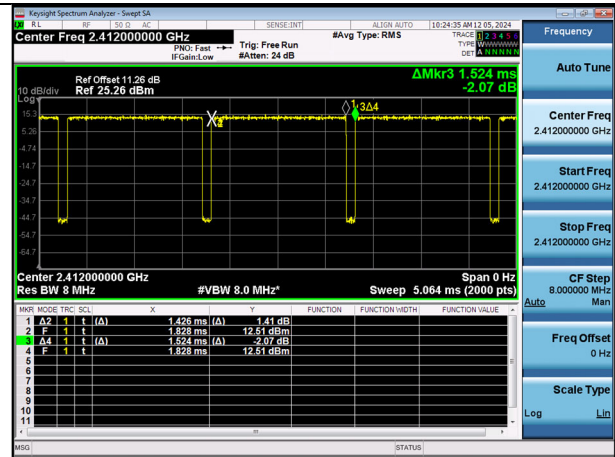 Keysight Spectrum Analyzer - Swept SA
RL RF 50 Ω AC SENSE:INT ALIGN AUTO 10:24:35 AM 12 05, 2024
Center Freq 2.412000000 GHz
PNO: Fast
IFGain:Low
Trig: Free Run
#Atten: 24 dB
#Avg Type: RMS
TRACE 1 2 3 4 5 6
TYPE WWWWWW
DET A NNNNN
Frequency
Ref Offset 11.26 dB
10 dB/div Ref 25.26 dBm
ΔMkr3 1.524 ms
-2.07 dB
Log
15.3
5.26
-4.74
-14.7
-24.7
-34.7
-44.7
-54.7
-64.7
1 3Δ4
Center 2.412000000 GHz Span 0 Hz
Res BW 8 MHz #VBW 8.0 MHz* Sweep 5.064 ms (2000 pts)
MKR MODE TRC SCL X Y FUNCTION FUNCTION WIDTH FUNCTION VALUE
1 Δ2 1 t (Δ) 1.426 ms (Δ) 1.41 dB
2 F 1 t 1.828 ms 12.51 dBm
3 Δ4 1 t (Δ) 1.524 ms (Δ) -2.07 dB
4 F 1 t 1.828 ms 12.51 dBm
5
6
7
8
9
10
11
MSG STATUS
Auto Tune
Center Freq
2.412000000 GHz
Start Freq
2.412000000 GHz
Stop Freq
2.412000000 GHz
CF Step
8.000000 MHz
Auto Man
Freq Offset
0 Hz
Scale Type
Log Lin